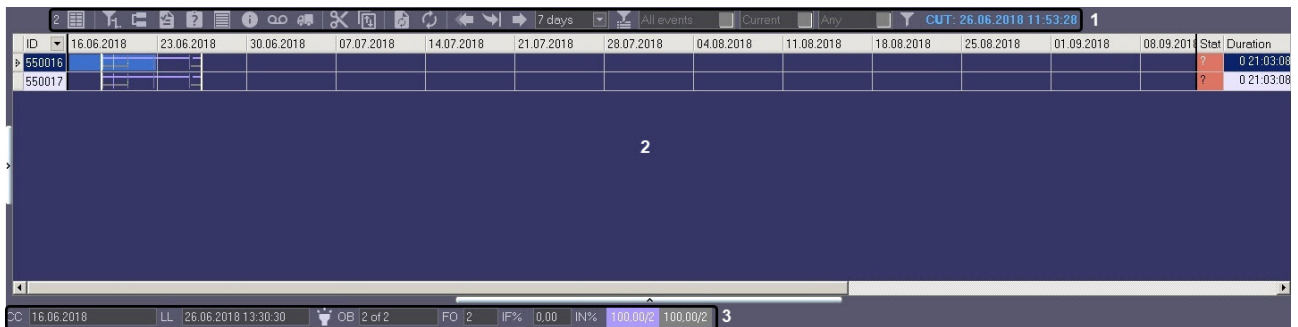 2 7 days All events Current Any CUT: 26.06.2018 11:53:28 1
ID 16.06.2018 23.06.2018 30.06.2018 07.07.2018 14.07.2018 21.07.2018 28.07.2018 04.08.2018 11.08.2018 18.08.2018 25.08.2018 01.09.2018 08.09.201 Stat Duration
550016 ? 0 21:03:08
550017 ? 0 21:03:08
2
CC 16.06.2018 LL 26.06.2018 13:30:30 OB 2 of 2 FO 2 IF% 0,00 IN% 100,00/2 100,00/2 3